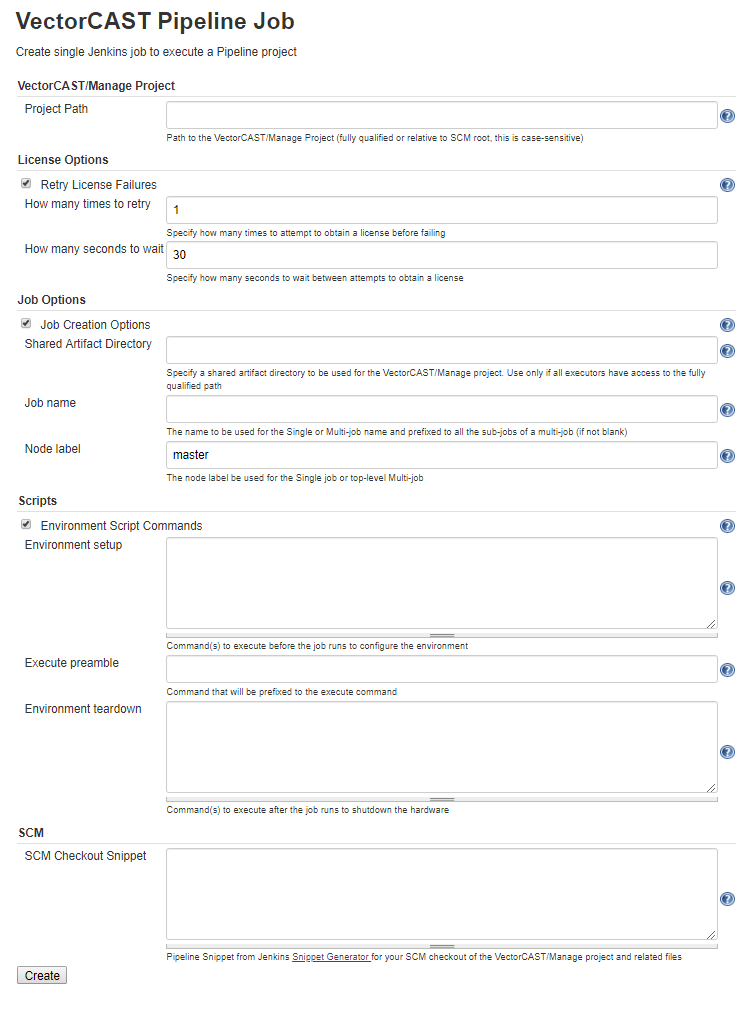 VectorCAST Pipeline Job
Create single Jenkins job to execute a Pipeline project
VectorCAST/Manage Project
Project Path
Path to the VectorCAST/Manage Project (fully qualified or relative to SCM root, this is case-sensitive)
License Options
Retry License Failures
How many times to retry
1
Specify how many times to attempt to obtain a license before failing
How many seconds to wait
30
Specify how many seconds to wait between attempts to obtain a license
Job Options
Job Creation Options
Shared Artifact Directory
Specify a shared artifact directory to be used for the VectorCAST/Manage project. Use only if all executors have access to the fully
qualified path
Job name
The name to be used for the Single or Multi-job name and prefixed to all the sub-jobs of a multi-job (if not blank)
Node label
master
The node label be used for the Single job or top-level Multi-job
Scripts
Environment Script Commands
Environment setup
Command(s) to execute before the job runs to configure the environment
Execute preamble
Command that will be prefixed to the execute command
Environment teardown
Command(s) to execute after the job runs to shutdown the hardware
SCM
SCM Checkout Snippet
Pipeline Snippet from Jenkins Snippet Generator for your SCM checkout of the VectorCAST/Manage project and related files
Create